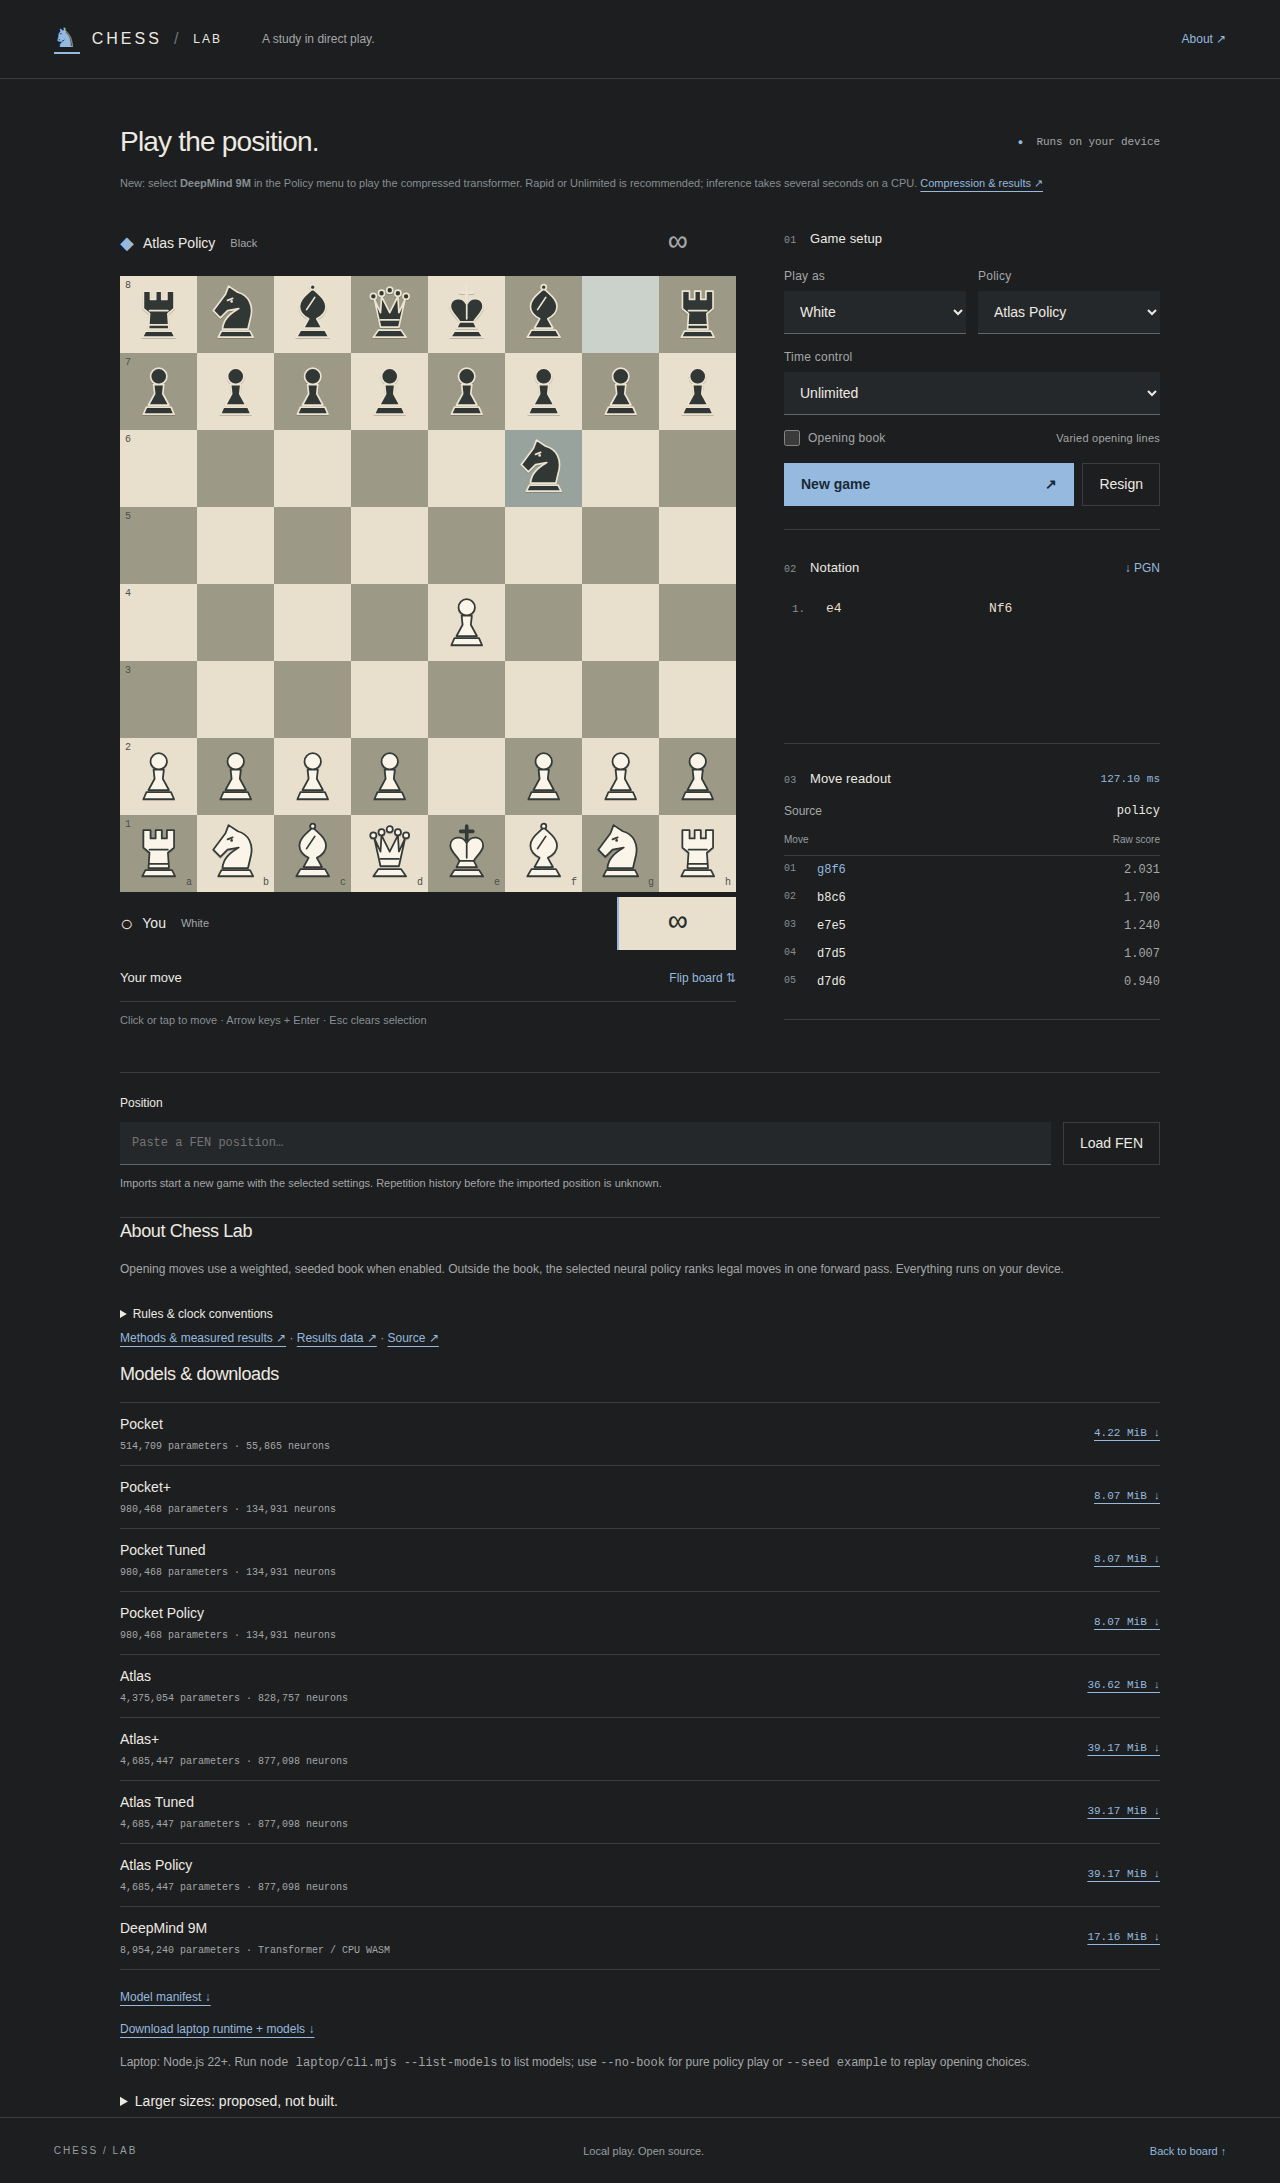 CHESS / LAB A study in direct play. About ↗
Play the position.
• Runs on your device
New: select DeepMind 9M in the Policy menu to play the compressed transformer. Rapid or Unlimited is recommended; inference takes several seconds on a CPU. Compression & results ↗
◆ Atlas Policy Black ∞
8
7
6
5
4
3
2
1
a b c d e f g h
○ You White ∞
Your move Flip board ⇅
Click or tap to move · Arrow keys + Enter · Esc clears selection
01 Game setup
Play as Policy
White Atlas Policy
Time control
Unlimited
Opening book Varied opening lines
New game ↗ Resign
02 Notation ↓ PGN
1. e4 Nf6
03 Move readout 127.10 ms
Source policy
Move Raw score
01 g8f6 2.031
02 b8c6 1.700
03 e7e5 1.240
04 d7d5 1.007
05 d7d6 0.940
Position
Paste a FEN position… Load FEN
Imports start a new game with the selected settings. Repetition history before the imported position is unknown.
About Chess Lab
Opening moves use a weighted, seeded book when enabled. Outside the book, the selected neural policy ranks legal moves in one forward pass. Everything runs on your device.
▶ Rules & clock conventions
Methods & measured results ↗ · Results data ↗ · Source ↗
Models & downloads
Pocket
514,709 parameters · 55,865 neurons 4.22 MiB ↓
Pocket+
980,468 parameters · 134,931 neurons 8.07 MiB ↓
Pocket Tuned
980,468 parameters · 134,931 neurons 8.07 MiB ↓
Pocket Policy
980,468 parameters · 134,931 neurons 8.07 MiB ↓
Atlas
4,375,054 parameters · 828,757 neurons 36.62 MiB ↓
Atlas+
4,685,447 parameters · 877,098 neurons 39.17 MiB ↓
Atlas Tuned
4,685,447 parameters · 877,098 neurons 39.17 MiB ↓
Atlas Policy
4,685,447 parameters · 877,098 neurons 39.17 MiB ↓
DeepMind 9M
8,954,240 parameters · Transformer / CPU WASM 17.16 MiB ↓
Model manifest ↓
Download laptop runtime + models ↓
Laptop: Node.js 22+. Run node laptop/cli.mjs --list-models to list models; use --no-book for pure policy play or --seed example to replay opening choices.
▶ Larger sizes: proposed, not built.
CHESS / LAB Local play. Open source. Back to board ↑